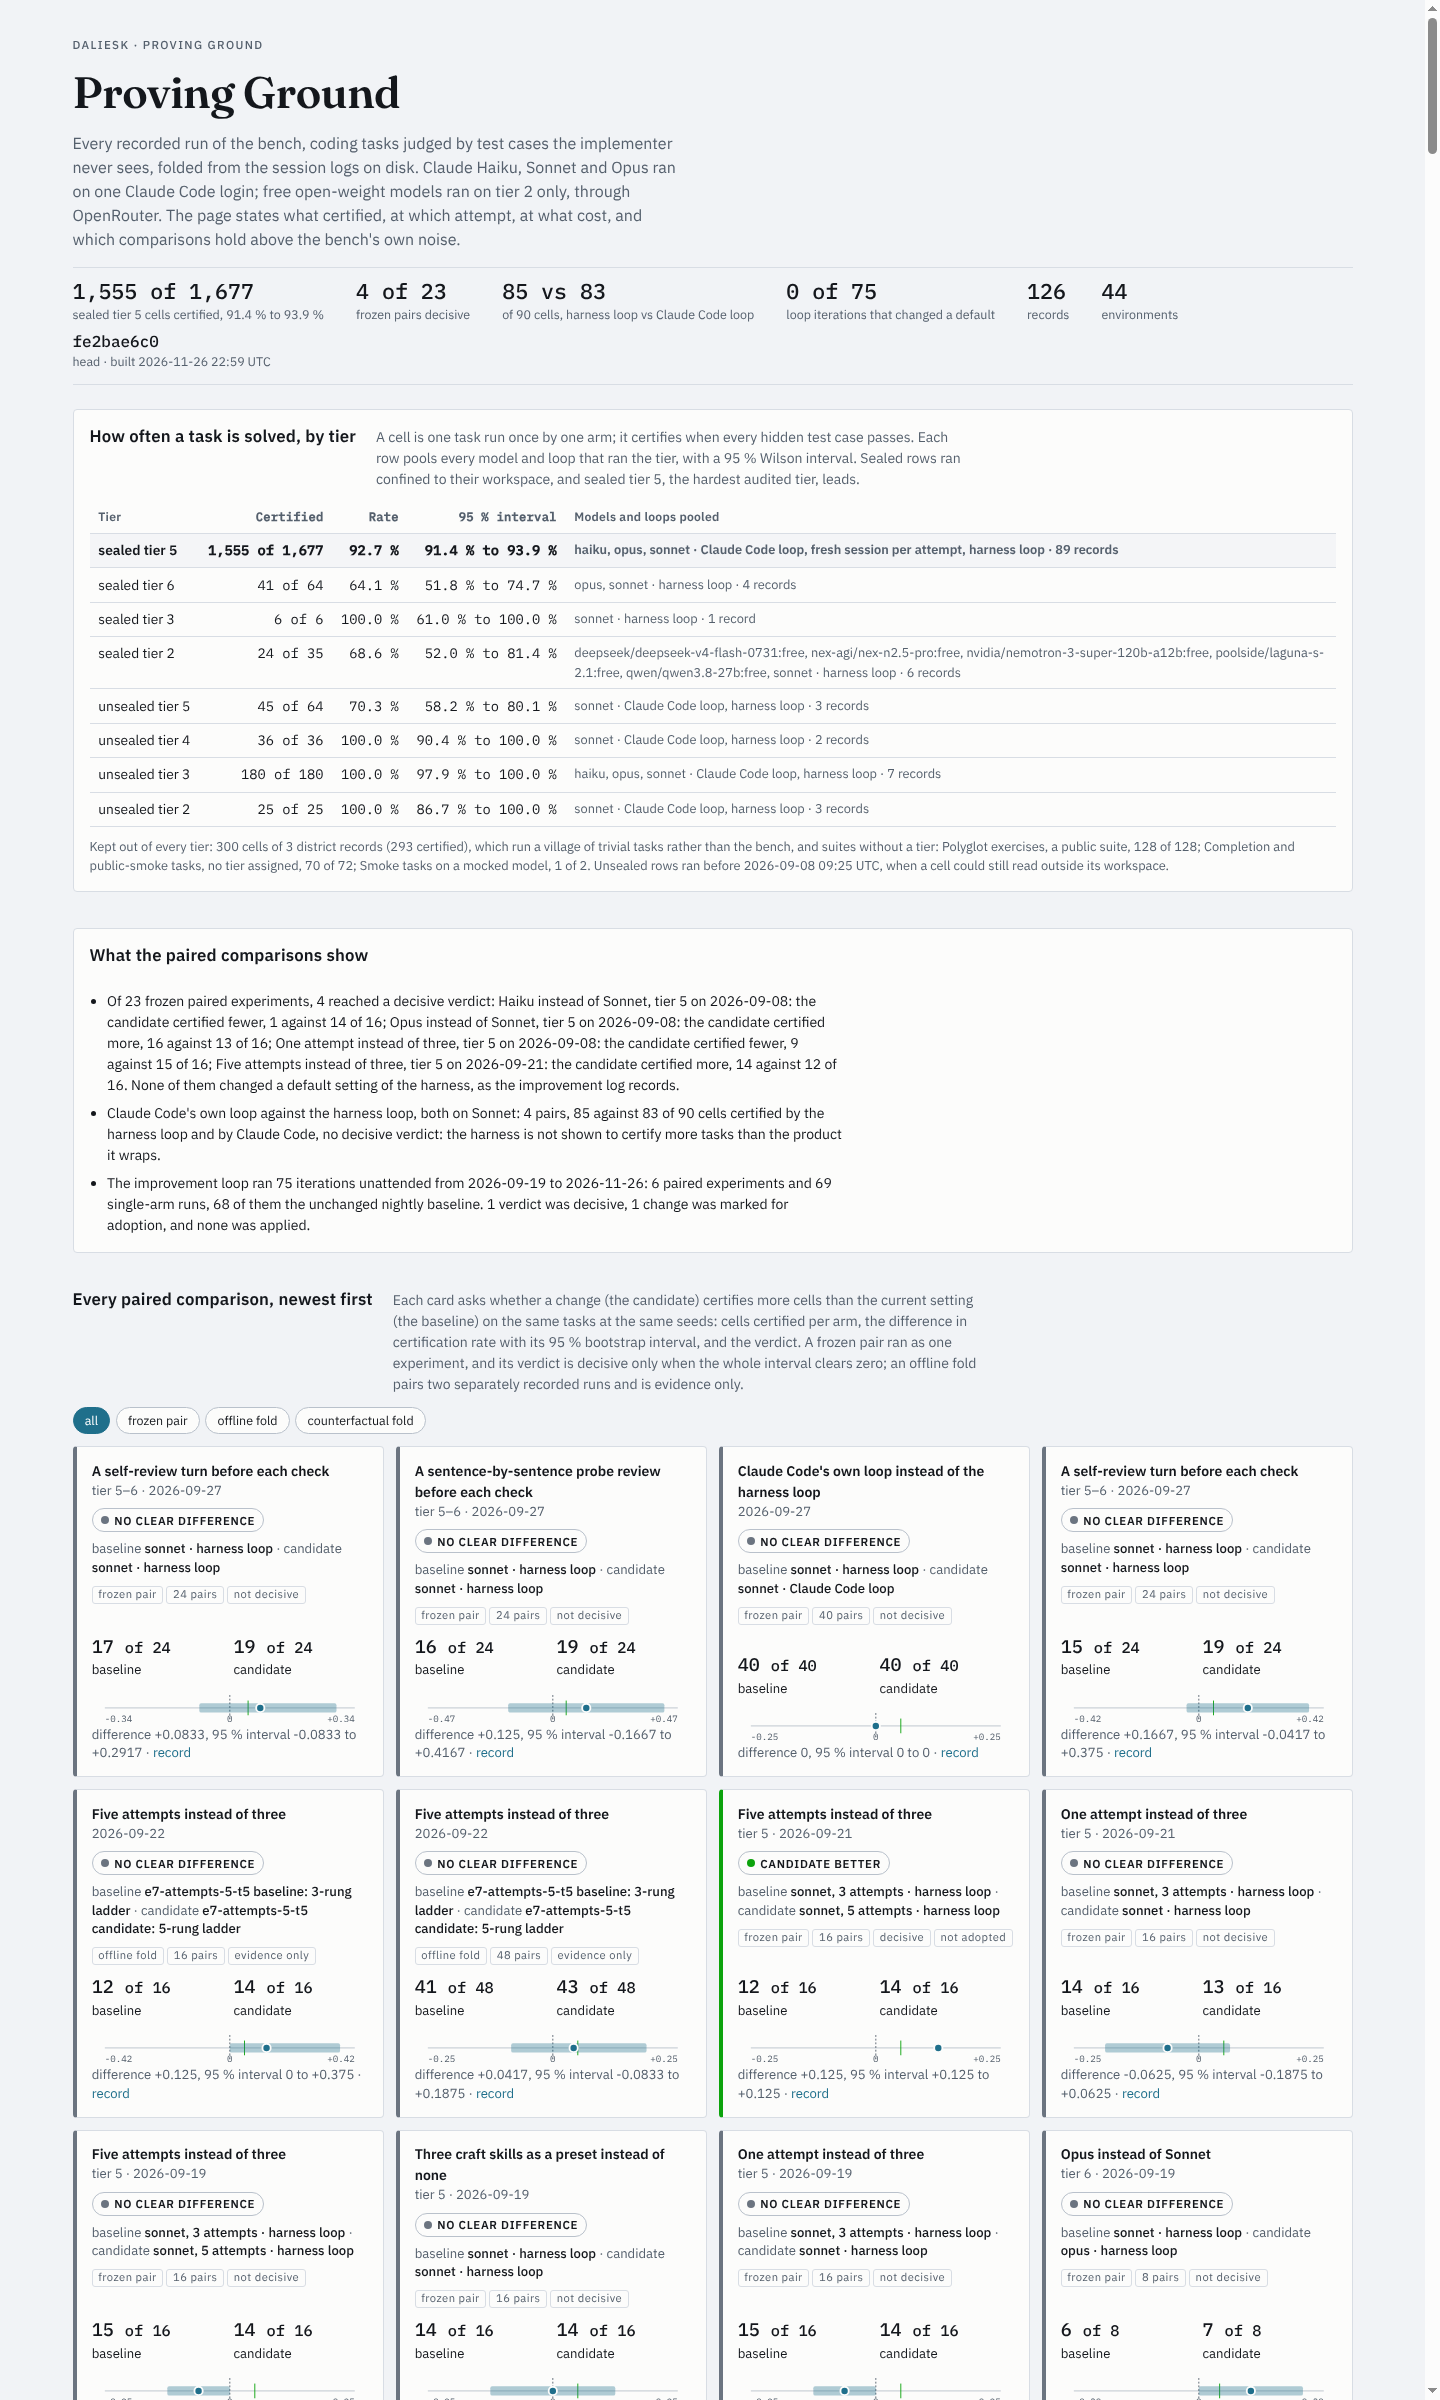 DALIESK · PROVING GROUND
Proving Ground
Every recorded run of the bench, coding tasks judged by test cases the implementer
never sees, folded from the session logs on disk. Claude Haiku, Sonnet and Opus ran
on one Claude Code login; free open-weight models ran on tier 2 only, through
OpenRouter. The page states what certified, at which attempt, at what cost, and
which comparisons hold above the bench's own noise.
1,555 of 1,677
sealed tier 5 cells certified, 91.4 % to 93.9 %
4 of 23
frozen pairs decisive
85 vs 83
of 90 cells, harness loop vs Claude Code loop
0 of 75
loop iterations that changed a default
126
records
44
environments
fe2bae6c0
head · built 2026-11-26 22:59 UTC
How often a task is solved, by tier
A cell is one task run once by one arm; it certifies when every hidden test case passes. Each
row pools every model and loop that ran the tier, with a 95 % Wilson interval. Sealed rows ran
confined to their workspace, and sealed tier 5, the hardest audited tier, leads.
Tier Certified Rate 95 % interval Models and loops pooled
sealed tier 5 1,555 of 1,677 92.7 % 91.4 % to 93.9 % haiku, opus, sonnet · Claude Code loop, fresh session per attempt, harness loop · 89 records
sealed tier 6 41 of 64 64.1 % 51.8 % to 74.7 % opus, sonnet · harness loop · 4 records
sealed tier 3 6 of 6 100.0 % 61.0 % to 100.0 % sonnet · harness loop · 1 record
sealed tier 2 24 of 35 68.6 % 52.0 % to 81.4 % deepseek/deepseek-v4-flash-0731:free, nex-agi/nex-n2.5-pro:free, nvidia/nemotron-3-super-120b-a12b:free, poolside/laguna-s-
2.1:free, qwen/qwen3.8-27b:free, sonnet · harness loop · 6 records
unsealed tier 5 45 of 64 70.3 % 58.2 % to 80.1 % sonnet · Claude Code loop, harness loop · 3 records
unsealed tier 4 36 of 36 100.0 % 90.4 % to 100.0 % sonnet · Claude Code loop, harness loop · 2 records
unsealed tier 3 180 of 180 100.0 % 97.9 % to 100.0 % haiku, opus, sonnet · Claude Code loop, harness loop · 7 records
unsealed tier 2 25 of 25 100.0 % 86.7 % to 100.0 % sonnet · Claude Code loop, harness loop · 3 records
Kept out of every tier: 300 cells of 3 district records (293 certified), which run a village of trivial tasks rather than the bench, and suites without a tier: Polyglot exercises, a public suite, 128 of 128; Completion and
public-smoke tasks, no tier assigned, 70 of 72; Smoke tasks on a mocked model, 1 of 2. Unsealed rows ran before 2026-09-08 09:25 UTC, when a cell could still read outside its workspace.
What the paired comparisons show
• Of 23 frozen paired experiments, 4 reached a decisive verdict: Haiku instead of Sonnet, tier 5 on 2026-09-08: the
candidate certified fewer, 1 against 14 of 16; Opus instead of Sonnet, tier 5 on 2026-09-08: the candidate certified
more, 16 against 13 of 16; One attempt instead of three, tier 5 on 2026-09-08: the candidate certified fewer, 9
against 15 of 16; Five attempts instead of three, tier 5 on 2026-09-21: the candidate certified more, 14 against 12 of
16. None of them changed a default setting of the harness, as the improvement log records.
• Claude Code's own loop against the harness loop, both on Sonnet: 4 pairs, 85 against 83 of 90 cells certified by the
harness loop and by Claude Code, no decisive verdict: the harness is not shown to certify more tasks than the product
it wraps.
• The improvement loop ran 75 iterations unattended from 2026-09-19 to 2026-11-26: 6 paired experiments and 69
single-arm runs, 68 of them the unchanged nightly baseline. 1 verdict was decisive, 1 change was marked for
adoption, and none was applied.
Every paired comparison, newest first
Each card asks whether a change (the candidate) certifies more cells than the current setting
(the baseline) on the same tasks at the same seeds: cells certified per arm, the difference in
certification rate with its 95 % bootstrap interval, and the verdict. A frozen pair ran as one
experiment, and its verdict is decisive only when the whole interval clears zero; an offline fold
pairs two separately recorded runs and is evidence only.
all frozen pair offline fold counterfactual fold
A self-review turn before each check
tier 5–6 · 2026-09-27
NO CLEAR DIFFERENCE
baseline sonnet · harness loop · candidate
sonnet · harness loop
frozen pair 24 pairs not decisive
17 of 24 19 of 24
baseline candidate
-0.34 0 +0.34
difference +0.0833, 95 % interval -0.0833 to
+0.2917 · record
A sentence-by-sentence probe review
before each check
tier 5–6 · 2026-09-27
NO CLEAR DIFFERENCE
baseline sonnet · harness loop · candidate
sonnet · harness loop
frozen pair 24 pairs not decisive
16 of 24 19 of 24
baseline candidate
-0.47 0 +0.47
difference +0.125, 95 % interval -0.1667 to
+0.4167 · record
Claude Code's own loop instead of the
harness loop
2026-09-27
NO CLEAR DIFFERENCE
baseline sonnet · harness loop · candidate
sonnet · Claude Code loop
frozen pair 40 pairs not decisive
40 of 40 40 of 40
baseline candidate
-0.25 0 +0.25
difference 0, 95 % interval 0 to 0 · record
A self-review turn before each check
tier 5–6 · 2026-09-27
NO CLEAR DIFFERENCE
baseline sonnet · harness loop · candidate
sonnet · harness loop
frozen pair 24 pairs not decisive
15 of 24 19 of 24
baseline candidate
-0.42 0 +0.42
difference +0.1667, 95 % interval -0.0417 to
+0.375 · record
Five attempts instead of three
2026-09-22
NO CLEAR DIFFERENCE
baseline e7-attempts-5-t5 baseline: 3-rung
ladder · candidate e7-attempts-5-t5
candidate: 5-rung ladder
offline fold 16 pairs evidence only
12 of 16 14 of 16
baseline candidate
-0.42 0 +0.42
difference +0.125, 95 % interval 0 to +0.375 ·
record
Five attempts instead of three
2026-09-22
NO CLEAR DIFFERENCE
baseline e7-attempts-5-t5 baseline: 3-rung
ladder · candidate e7-attempts-5-t5
candidate: 5-rung ladder
offline fold 48 pairs evidence only
41 of 48 43 of 48
baseline candidate
-0.25 0 +0.25
difference +0.0417, 95 % interval -0.0833 to
+0.1875 · record
Five attempts instead of three
tier 5 · 2026-09-21
CANDIDATE BETTER
baseline sonnet, 3 attempts · harness loop ·
candidate sonnet, 5 attempts · harness loop
frozen pair 16 pairs decisive not adopted
12 of 16 14 of 16
baseline candidate
-0.25 0 +0.25
difference +0.125, 95 % interval +0.125 to
+0.125 · record
One attempt instead of three
tier 5 · 2026-09-21
NO CLEAR DIFFERENCE
baseline sonnet, 3 attempts · harness loop ·
candidate sonnet · harness loop
frozen pair 16 pairs not decisive
14 of 16 13 of 16
baseline candidate
-0.25 0 +0.25
difference -0.0625, 95 % interval -0.1875 to
+0.0625 · record
Five attempts instead of three
tier 5 · 2026-09-19
NO CLEAR DIFFERENCE
baseline sonnet, 3 attempts · harness loop ·
candidate sonnet, 5 attempts · harness loop
frozen pair 16 pairs not decisive
15 of 16 14 of 16
baseline candidate
Three craft skills as a preset instead of
none
tier 5 · 2026-09-19
NO CLEAR DIFFERENCE
baseline sonnet · harness loop · candidate
sonnet · harness loop
frozen pair 16 pairs not decisive
14 of 16 14 of 16
baseline candidate
One attempt instead of three
tier 5 · 2026-09-19
NO CLEAR DIFFERENCE
baseline sonnet, 3 attempts · harness loop ·
candidate sonnet · harness loop
frozen pair 16 pairs not decisive
15 of 16 14 of 16
baseline candidate
Opus instead of Sonnet
tier 6 · 2026-09-19
NO CLEAR DIFFERENCE
baseline sonnet · harness loop · candidate
opus · harness loop
frozen pair 8 pairs not decisive
6 of 8 7 of 8
baseline candidate